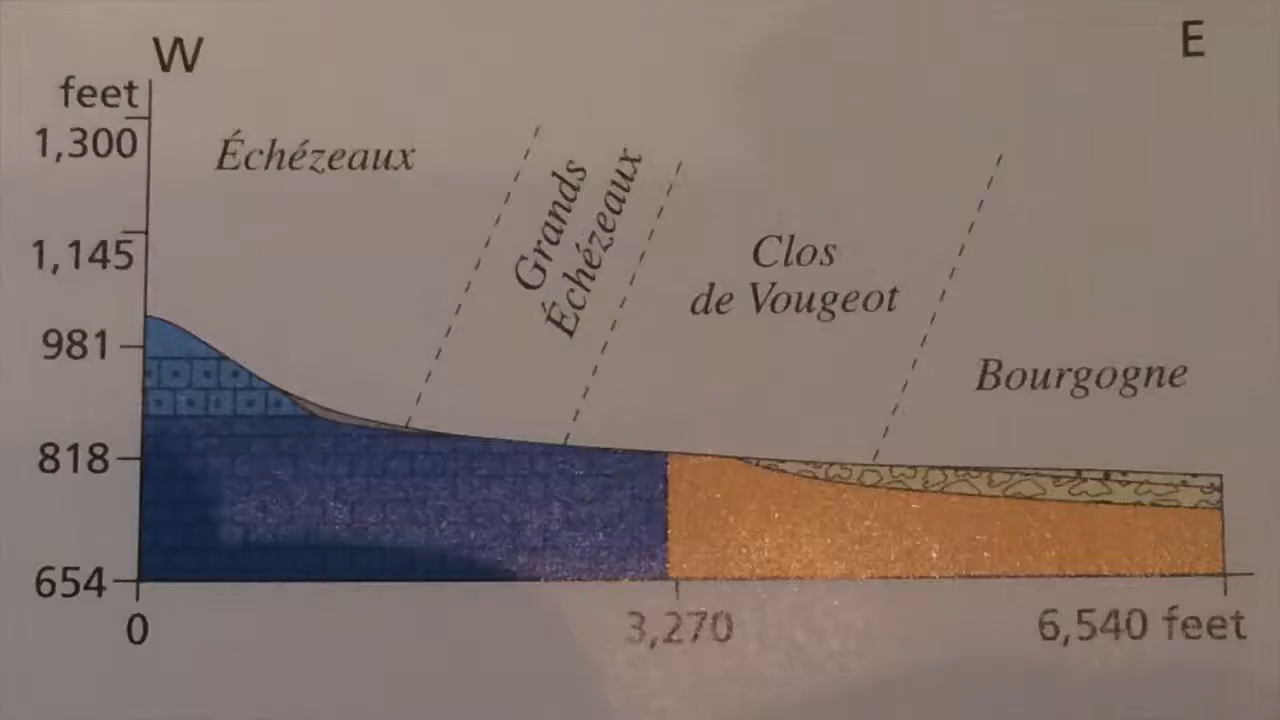 W
E
feet
1,300
Échézeaux
Grands
Échézeaux
1,145
Clos
de Vougeot
981
Bourgogne
818
654
0
3,270
6,540 feet